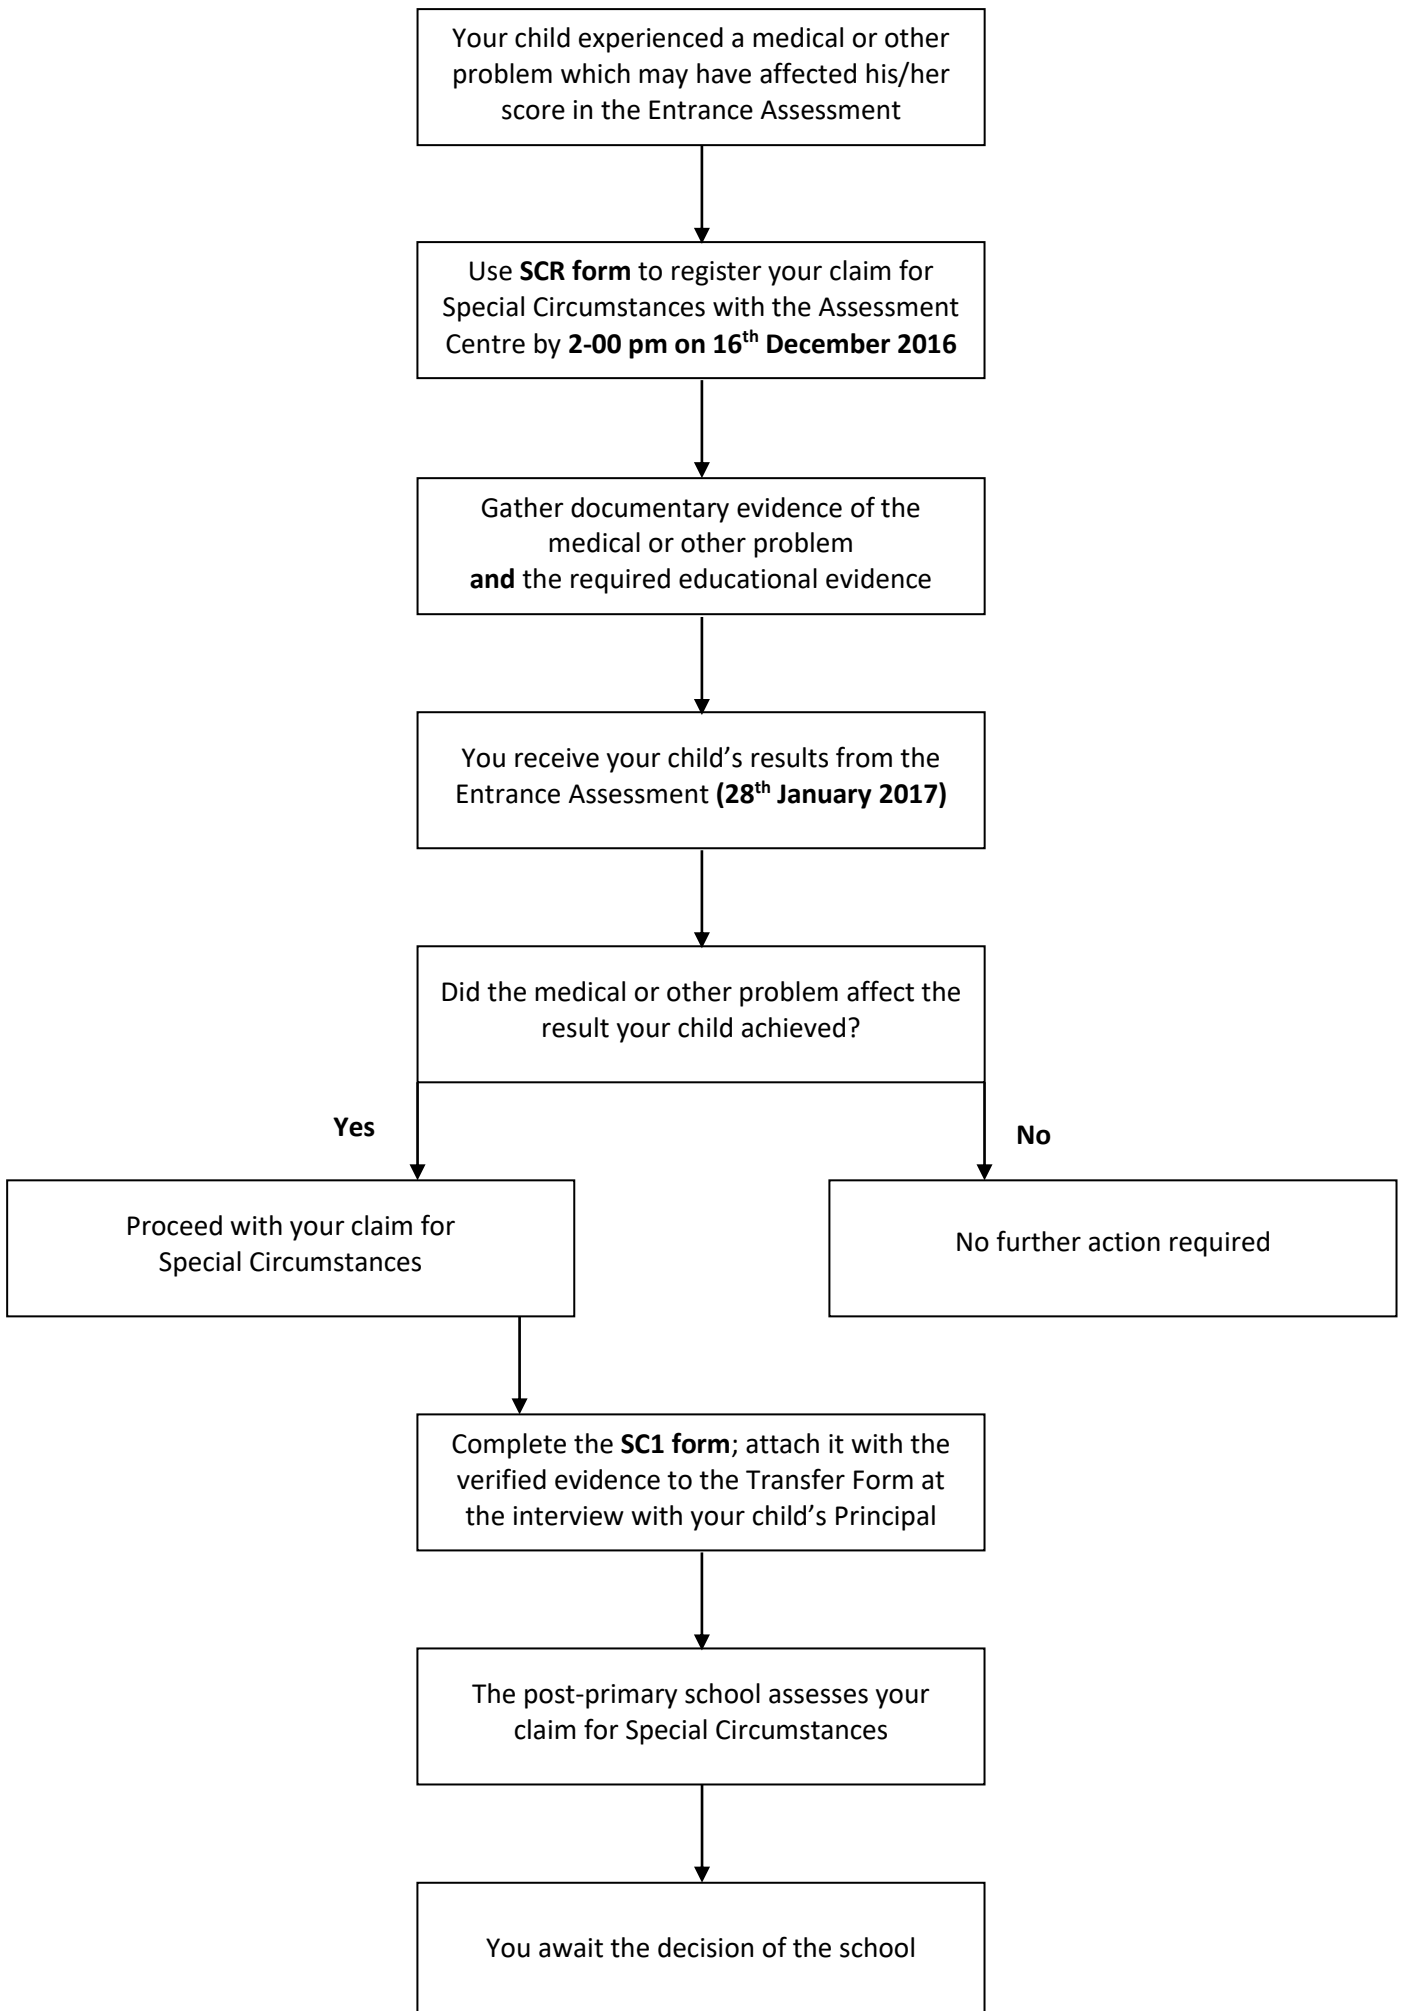 Your child experienced a medical or other
problem which may have affected his/her
score in the Entrance Assessment
Use SCR form to register your claim for
Special Circumstances with the Assessment
Centre by 2-00 pm on 16th December 2016
Gather documentary evidence of the
medical or other problem
and the required educational evidence
You receive your child’s results from the
Entrance Assessment (28th January 2017)
Did the medical or other problem affect the
result your child achieved?
Yes
No
Proceed with your claim for
Special Circumstances
No further action required
Complete the SC1 form; attach it with the
verified evidence to the Transfer Form at
the interview with your child’s Principal
The post-primary school assesses your
claim for Special Circumstances
You await the decision of the school